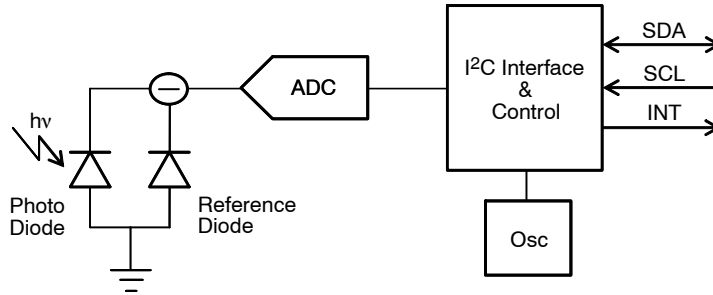 SDA
I²C Interface
&
Control
SCL
INT
ADC
−
hν
Photo
Diode
Reference
Diode
Osc